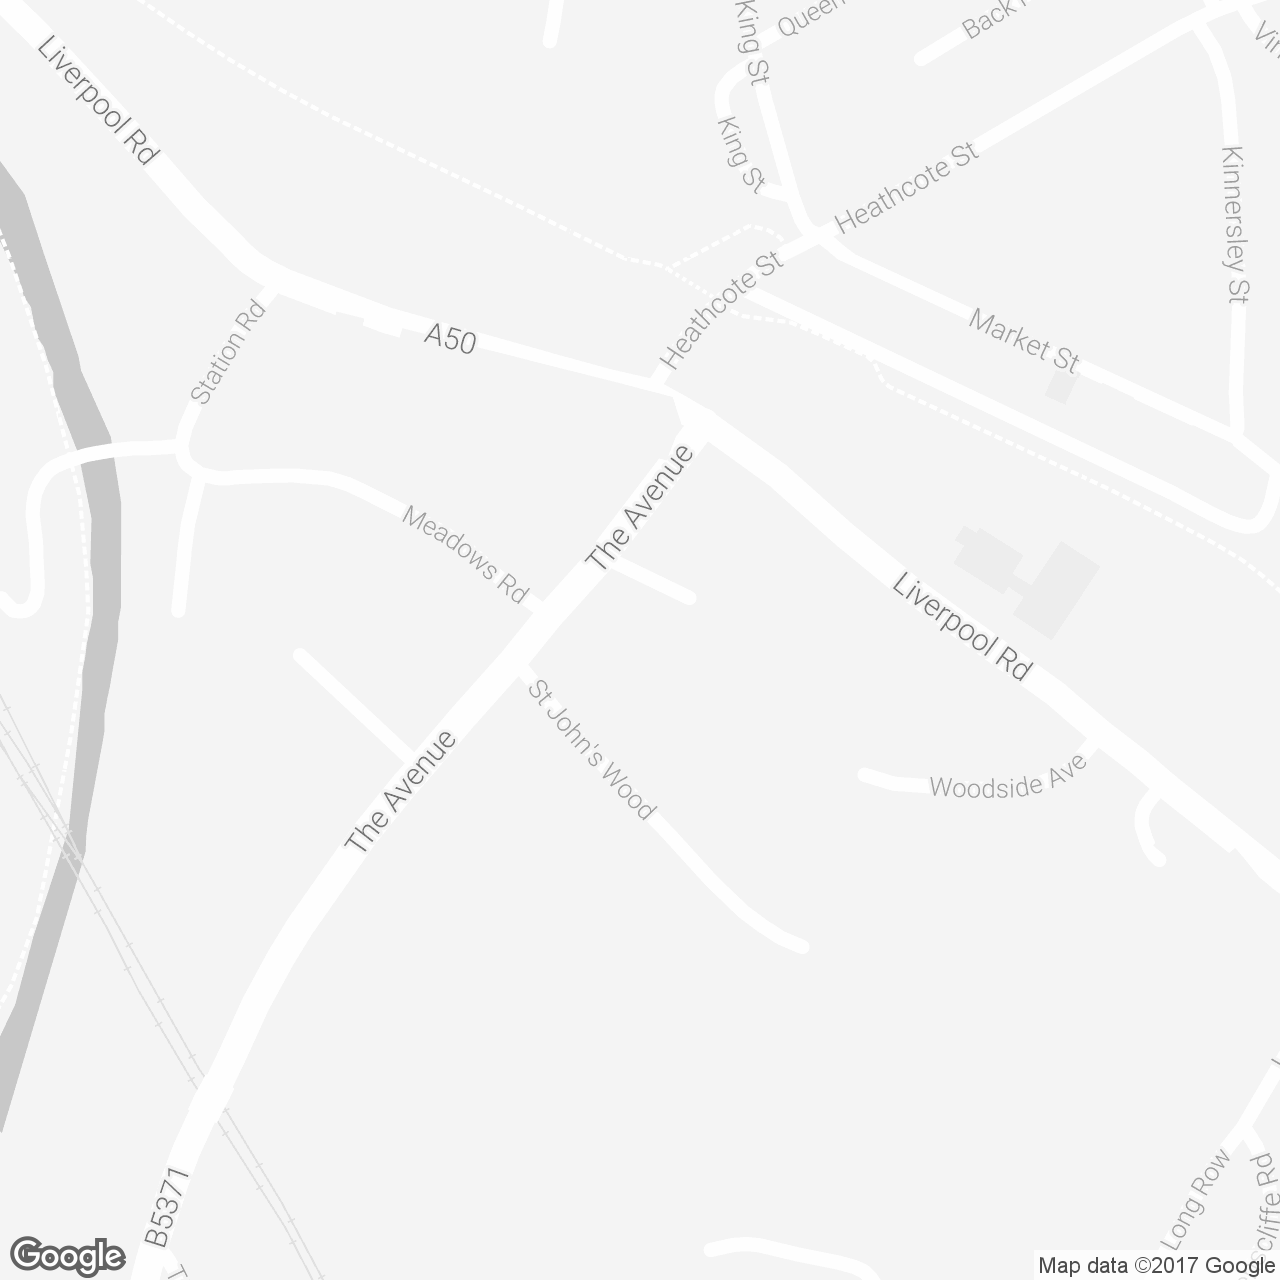 King St
Queen
Back
Liverpool Rd
King St
Heathcote St
Kinnersley St
Heathcote St
Station Rd
A50
Market St
The Avenue
Meadows Rd
Liverpool Rd
St John's Wood
The Avenue
Woodside Ave
Long Row
B5371
Google
Map data ©2017 Google